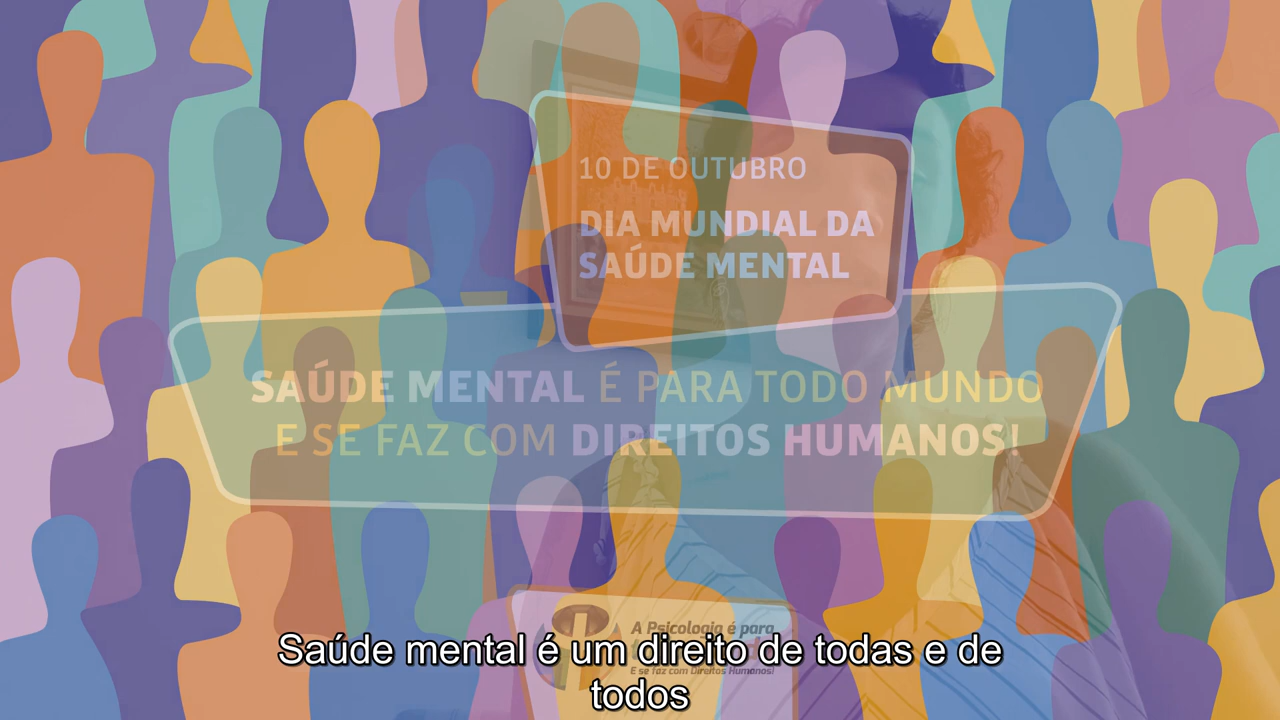 10 DE OUTUBRO
DIA MUNDIAL DA
SAÚDE MENTAL
SAÚDE MENTAL É PARA TODO MUNDO
E SE FAZ COM DIREITOS HUMANOS!
A Psicologia é para
E se faz com Direitos Humanos!
Saúde mental é um direito de todas e de
todos